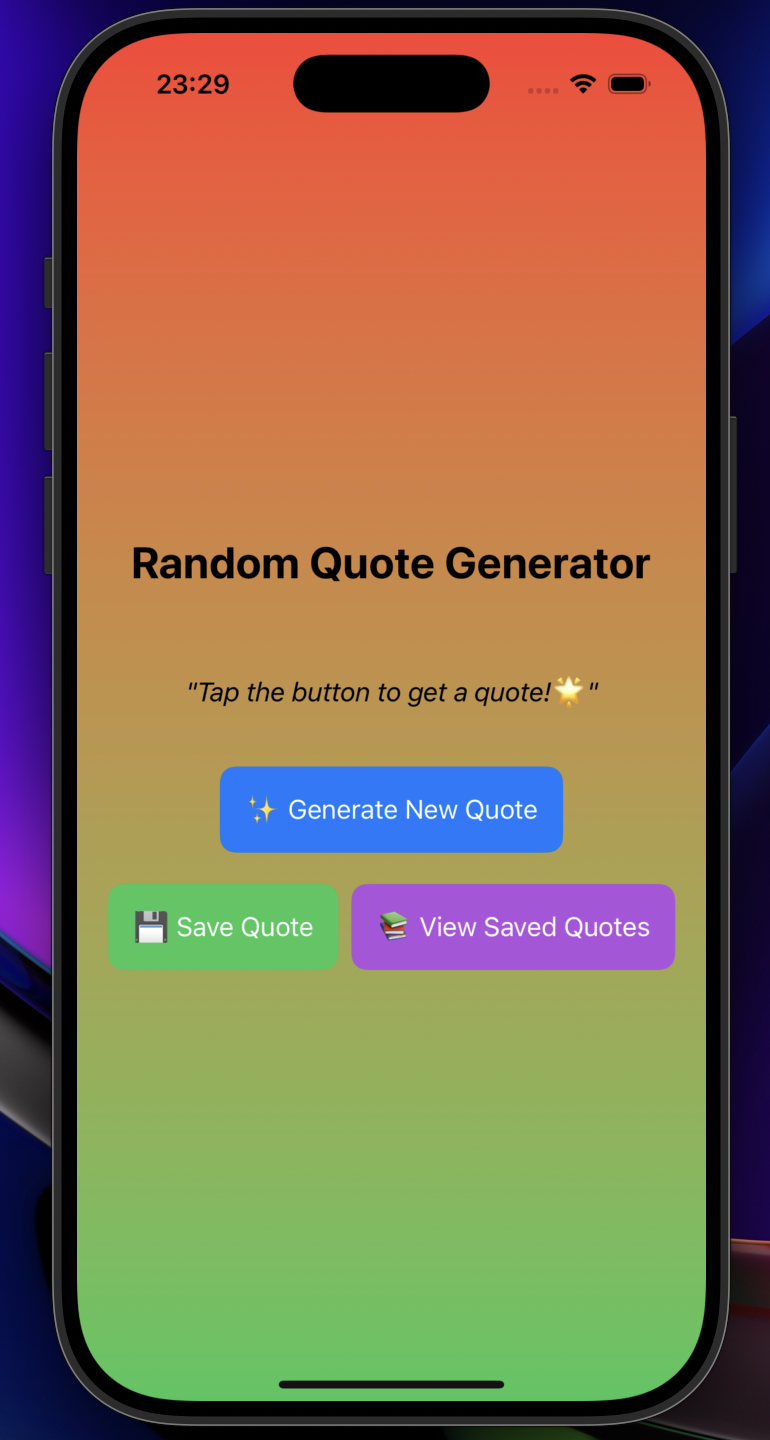 23:29
Random Quote Generator
"Tap the button to get a quote!🌟"
✨ Generate New Quote
💾 Save Quote
📚 View Saved Quotes